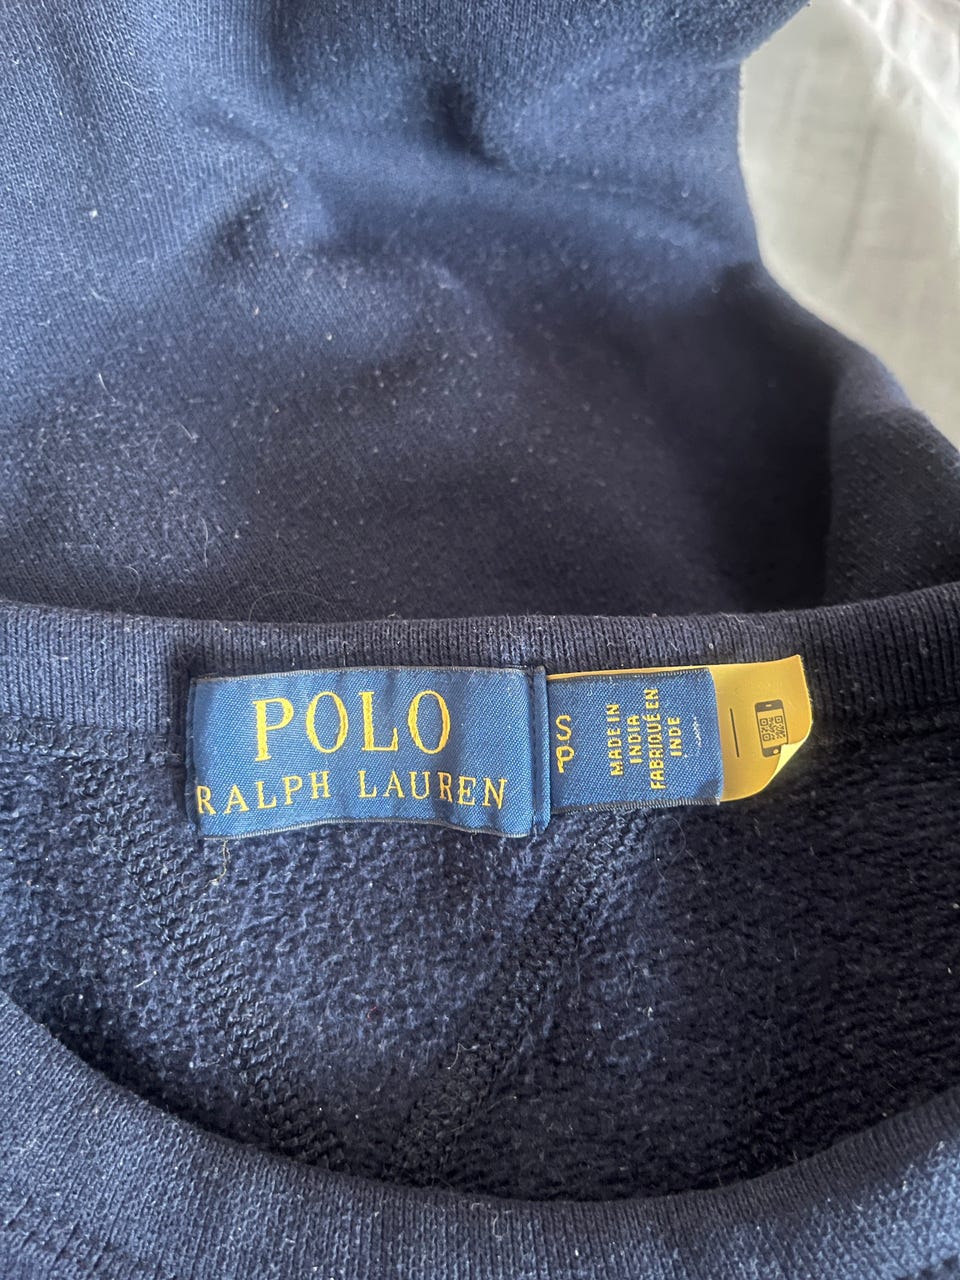 POLO
RALPH LAUREN
S
P
MADE IN
INDIA
FABRIQUÉ EN
INDE